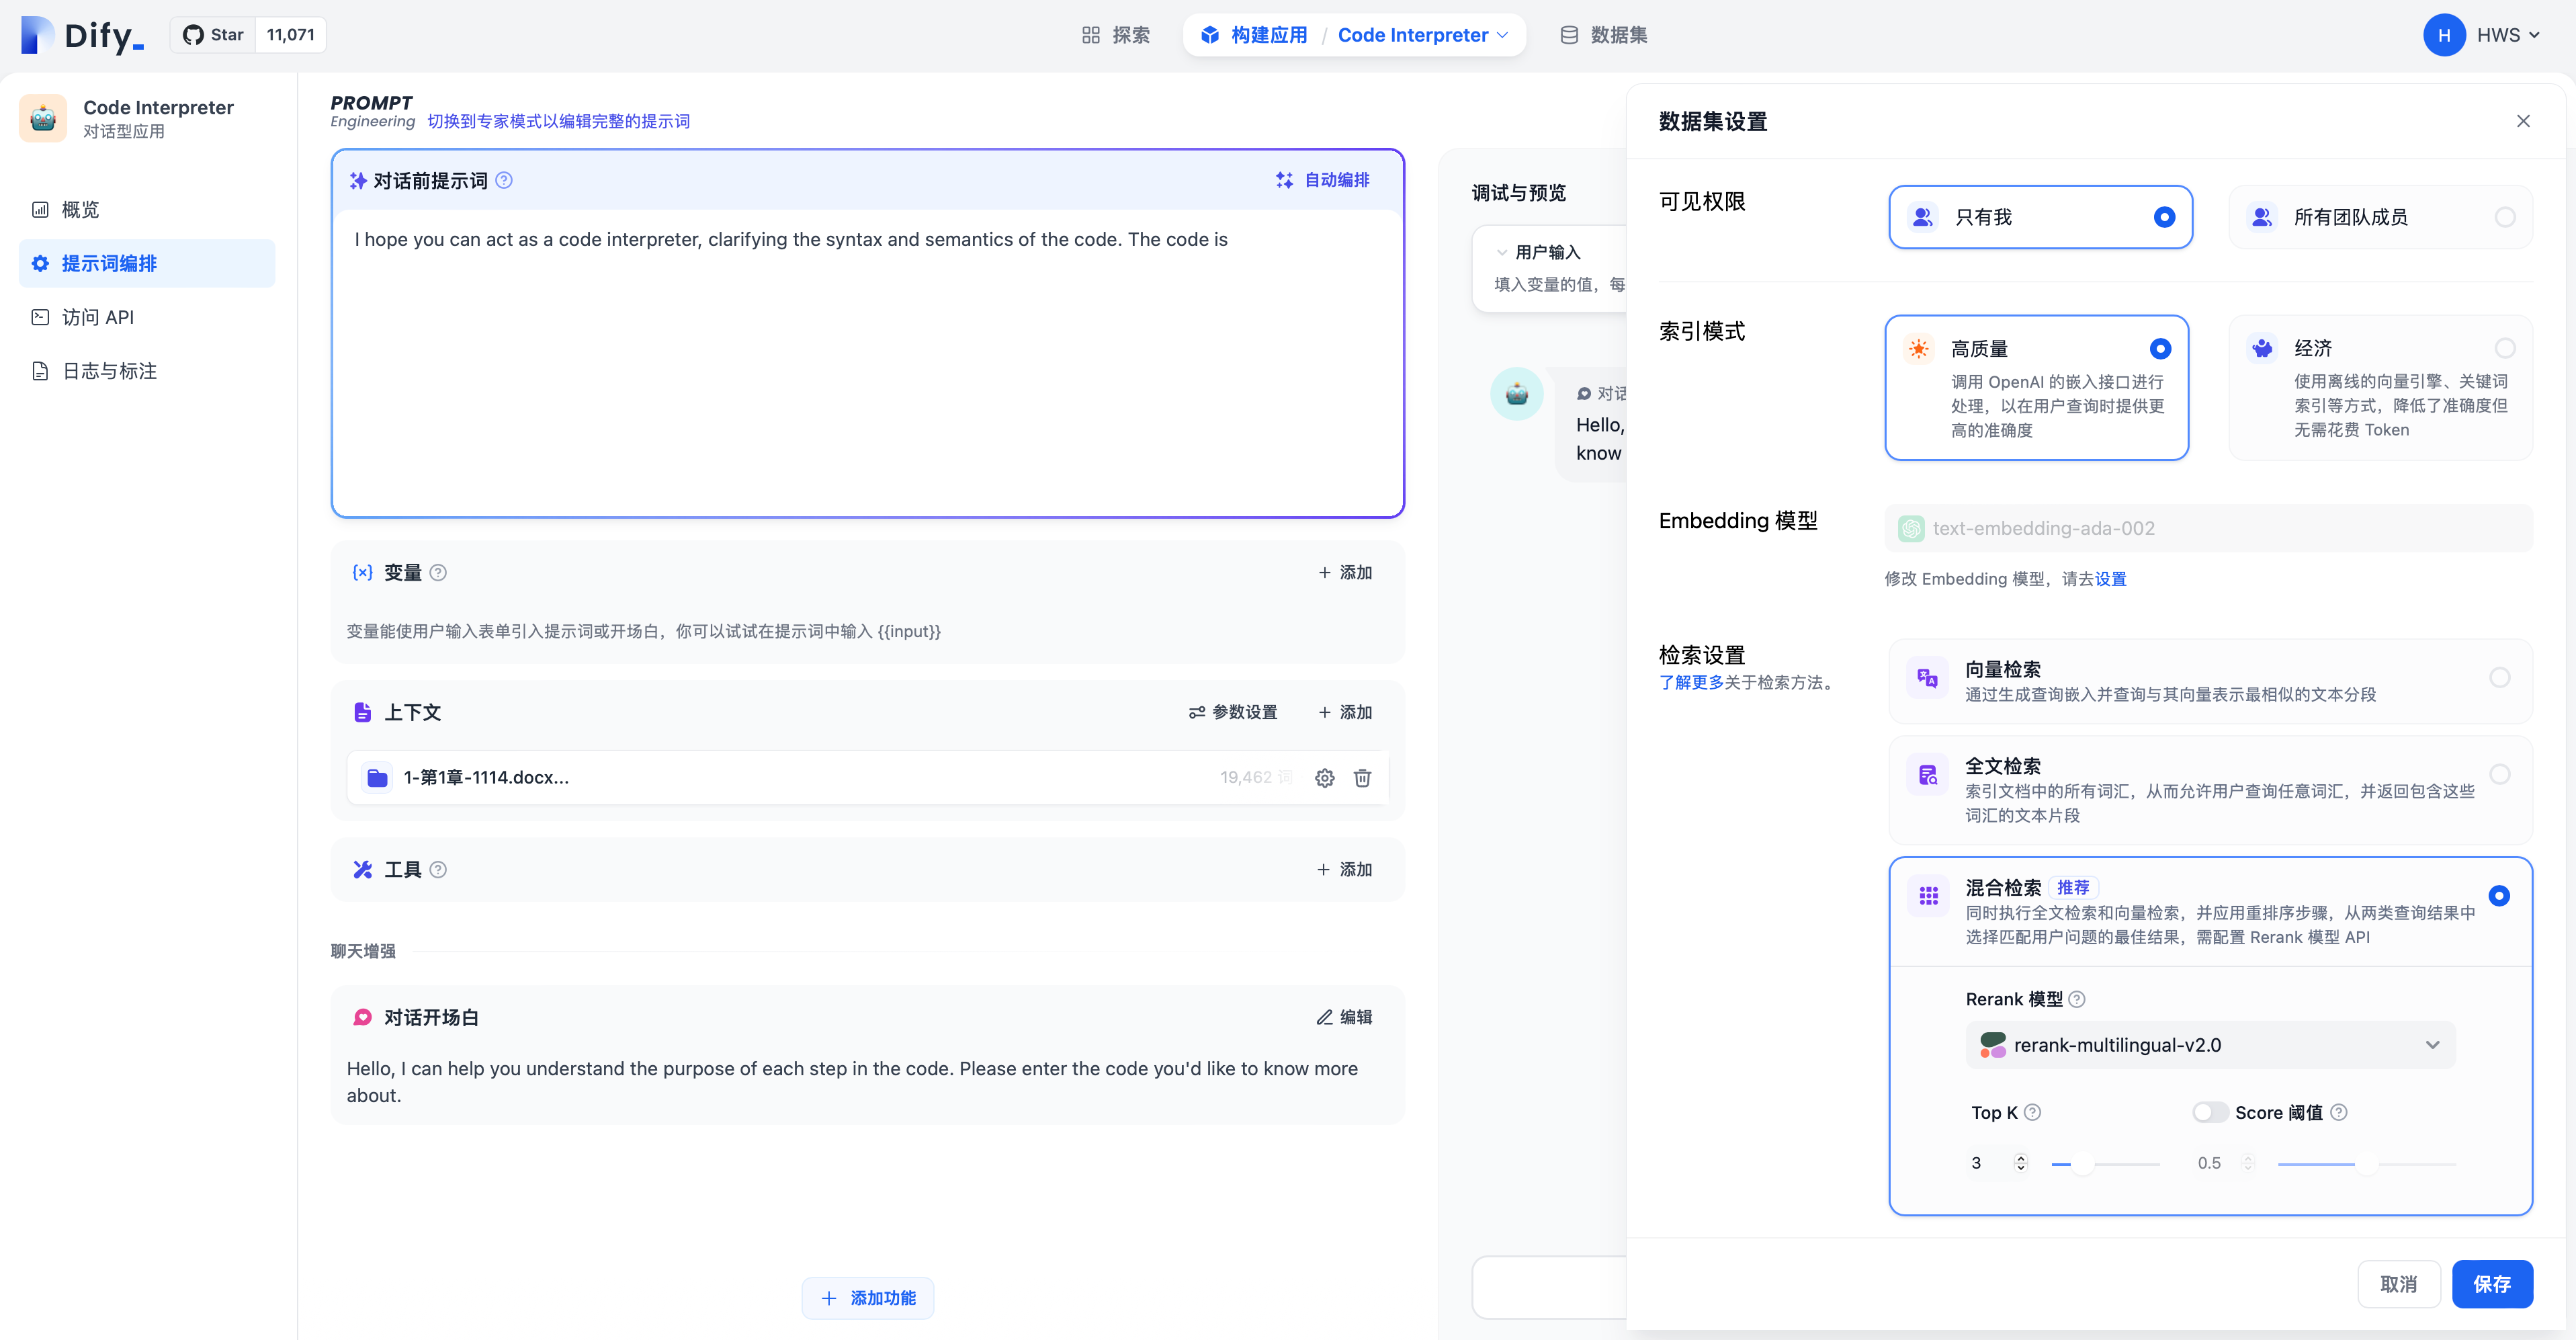 Dify_
Star 11,071
探索
构建应用 / Code Interpreter
数据集
H HWS
Code Interpreter
对话型应用
概览
提示词编排
访问 API
日志与标注
PROMPT
Engineering 切换到专家模式以编辑完整的提示词
对话前提示词
自动编排
I hope you can act as a code interpreter, clarifying the syntax and semantics of the code. The code is
变量
+ 添加
变量能使用户输入表单引入提示词或开场白，你可以试试在提示词中输入 {{input}}
上下文
参数设置
+ 添加
1-第1章-1114.docx...
19,462 词
工具
+ 添加
聊天增强
对话开场白
编辑
Hello, I can help you understand the purpose of each step in the code. Please enter the code you'd like to know more
about.
+ 添加功能
调试与预览
用户输入
填入变量的值，每
对话
Hello,
know
数据集设置
可见权限
只有我
所有团队成员
索引模式
高质量
调用 OpenAI 的嵌入接口进行
处理，以在用户查询时提供更
高的准确度
经济
使用离线的向量引擎、关键词
索引等方式，降低了准确度但
无需花费 Token
Embedding 模型
text-embedding-ada-002
修改 Embedding 模型，请去设置
检索设置
了解更多关于检索方法。
向量检索
通过生成查询嵌入并查询与其向量表示最相似的文本分段
全文检索
索引文档中的所有词汇，从而允许用户查询任意词汇，并返回包含这些
词汇的文本片段
混合检索 推荐
同时执行全文检索和向量检索，并应用重排序步骤，从两类查询结果中
选择匹配用户问题的最佳结果，需配置 Rerank 模型 API
Rerank 模型
rerank-multilingual-v2.0
Top K
Score 阈值
3
0.5
取消
保存